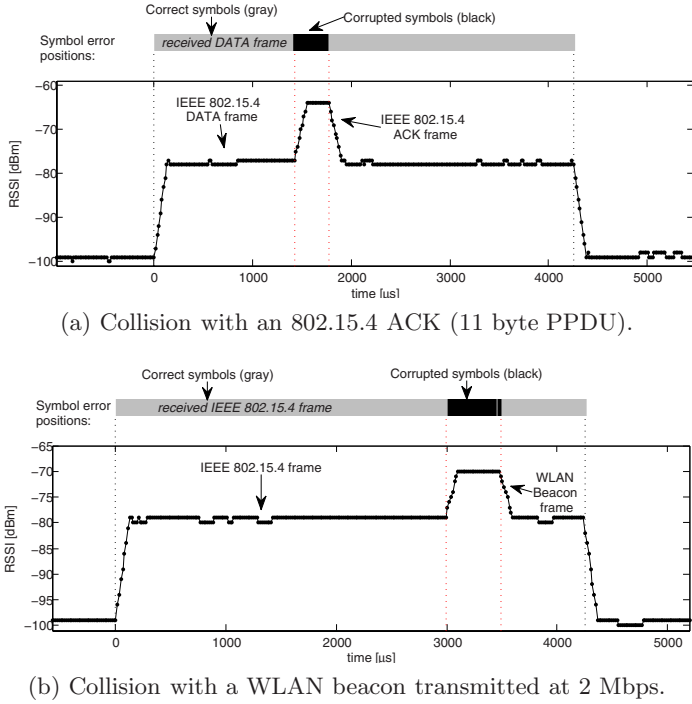 Correct symbols (gray)
Corrupted symbols (black)
Symbol error
positions:
received DATA frame
−60
−70
−80
−90
−100
RSSI [dBm]
IEEE 802.15.4
DATA frame
IEEE 802.15.4
ACK frame
0
1000
2000
3000
4000
5000
time [µs]
(a) Collision with an 802.15.4 ACK (11 byte PPDU).
Correct symbols (gray)
Corrupted symbols (black)
Symbol error
positions:
received IEEE 802.15.4 frame
−65
−70
−75
−80
−85
−90
−95
−100
RSSI [dBm]
IEEE 802.15.4 frame
WLAN
Beacon
frame
0
1000
2000
3000
4000
5000
time [µs]
(b) Collision with a WLAN beacon transmitted at 2 Mbps.